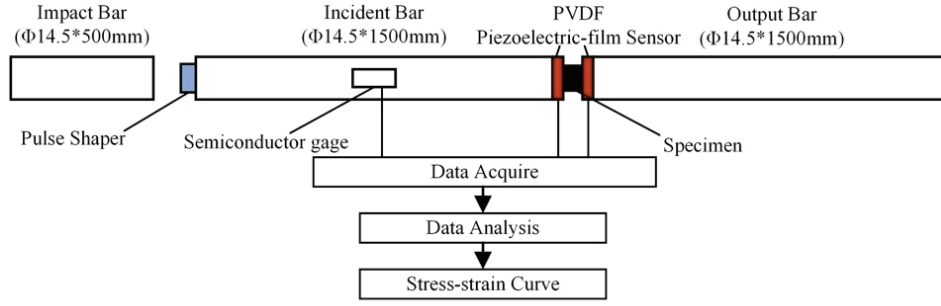 Impact Bar
(Φ14.5*500mm)
Incident Bar
(Φ14.5*1500mm)
PVDF
Piezoelectric-film Sensor
Output Bar
(Φ14.5*1500mm)
Pulse Shaper
Semiconductor gage
Specimen
Data Acquire
Data Analysis
Stress-strain Curve